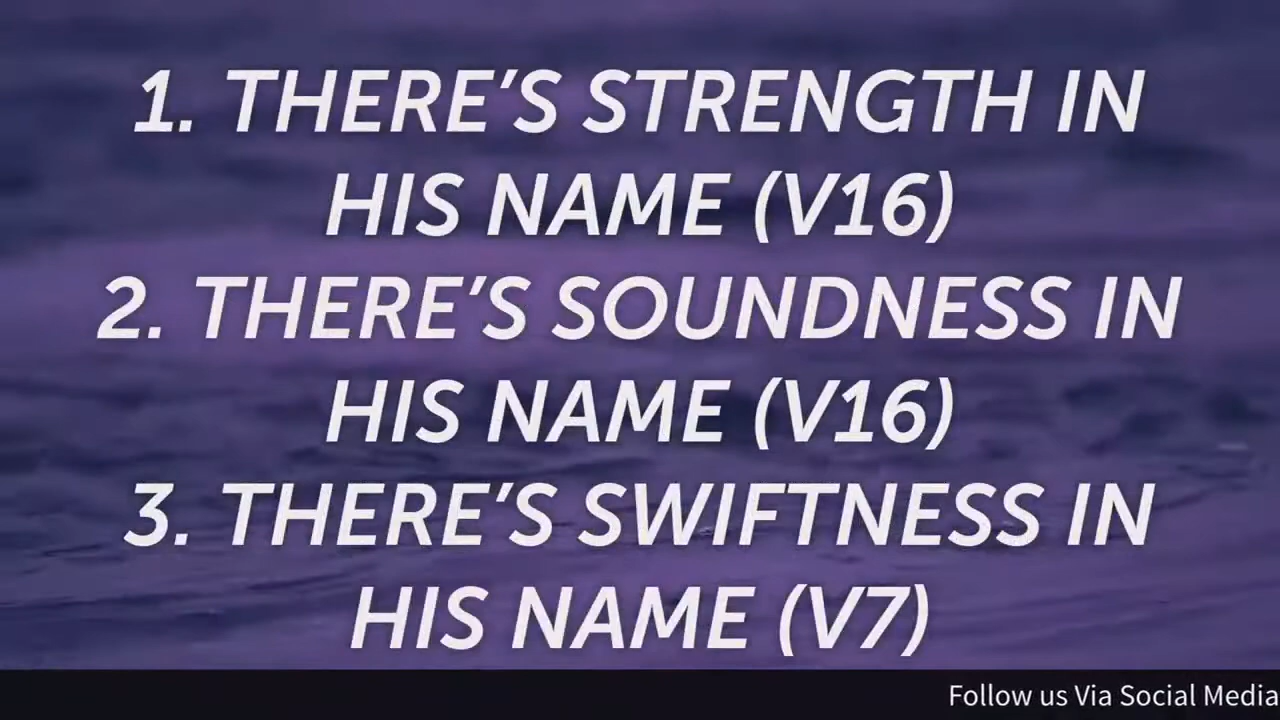 1. THERE’S STRENGTH IN
HIS NAME (V16)
2. THERE’S SOUNDNESS IN
HIS NAME (V16)
3. THERE’S SWIFTNESS IN
HIS NAME (V7)
Follow us Via Social Media